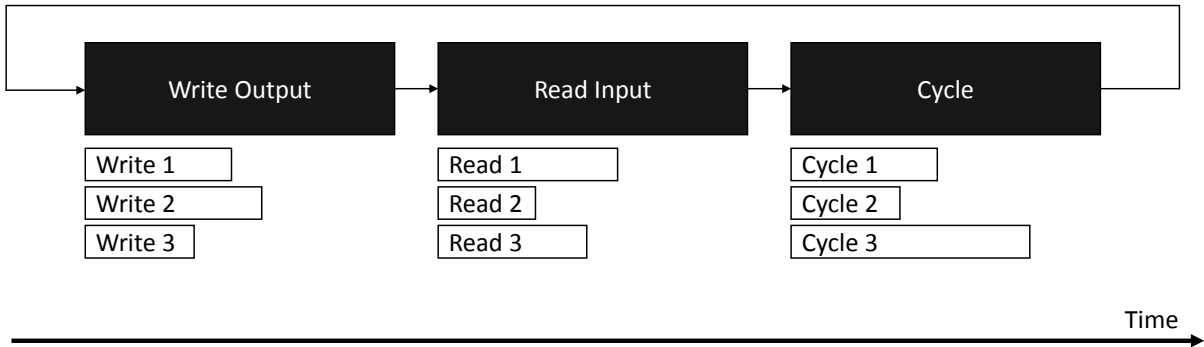 Write Output
Read Input
Cycle
Write 1
Read 1
Cycle 1
Write 2
Read 2
Cycle 2
Write 3
Read 3
Cycle 3
Time